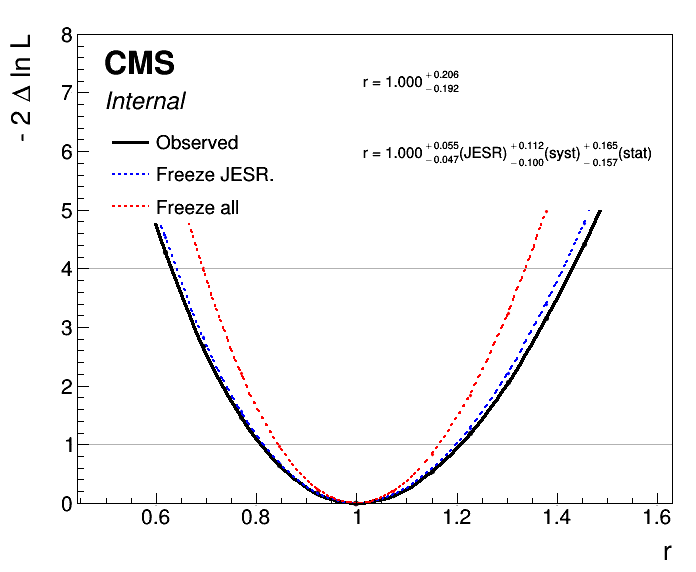 - 2 Δ ln L
8
7
6
5
4
3
2
1
0
CMS
Internal
Observed
Freeze JESR.
Freeze all
r = 1.000 +0.206 −0.192
r = 1.000 +0.055 −0.047 (JESR) +0.112 −0.100 (syst) +0.165 −0.157 (stat)
0.6 0.8 1 1.2 1.4 1.6
r